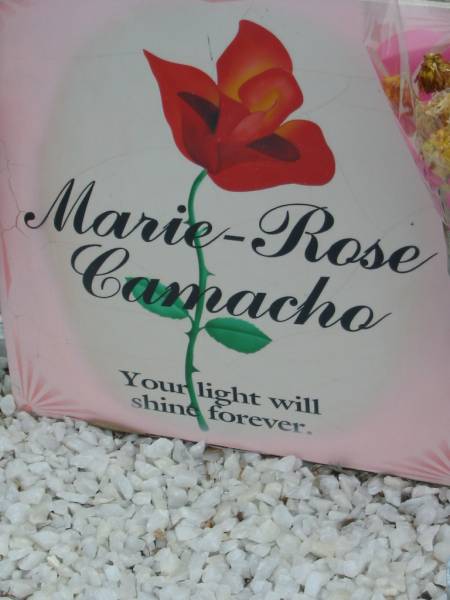 Marie-Rose
Camacho
Your light will
shine forever.